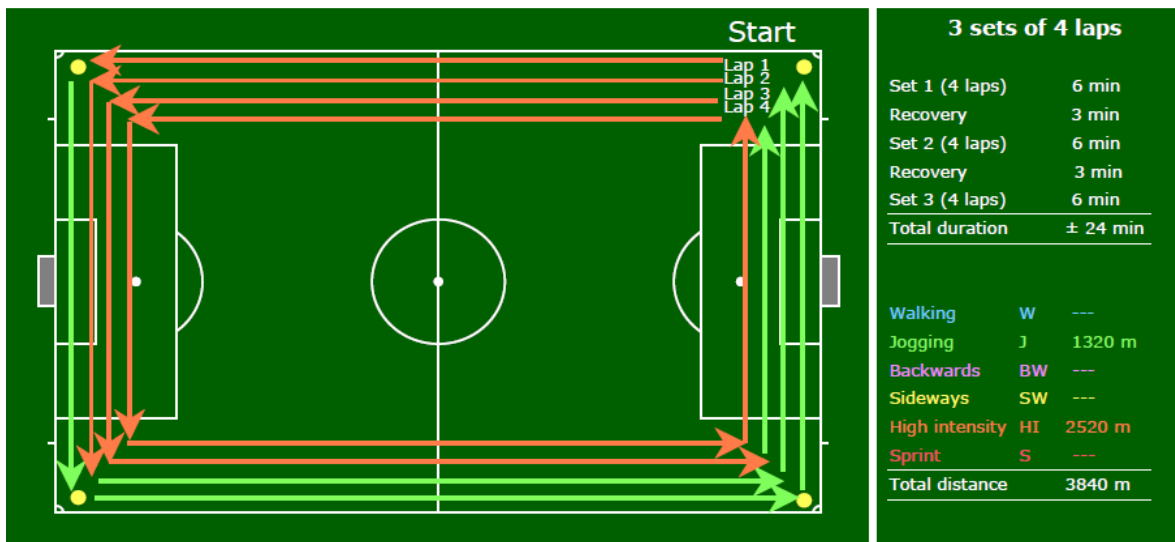 Start
Lap 1
Lap 2
Lap 3
Lap 4
3 sets of 4 laps
Set 1 (4 laps) 6 min
Recovery 3 min
Set 2 (4 laps) 6 min
Recovery 3 min
Set 3 (4 laps) 6 min
Total duration ± 24 min
Walking W ---
Jogging J 1320 m
Backwards BW ---
Sideways SW ---
High intensity HI 2520 m
Sprint S ---
Total distance 3840 m